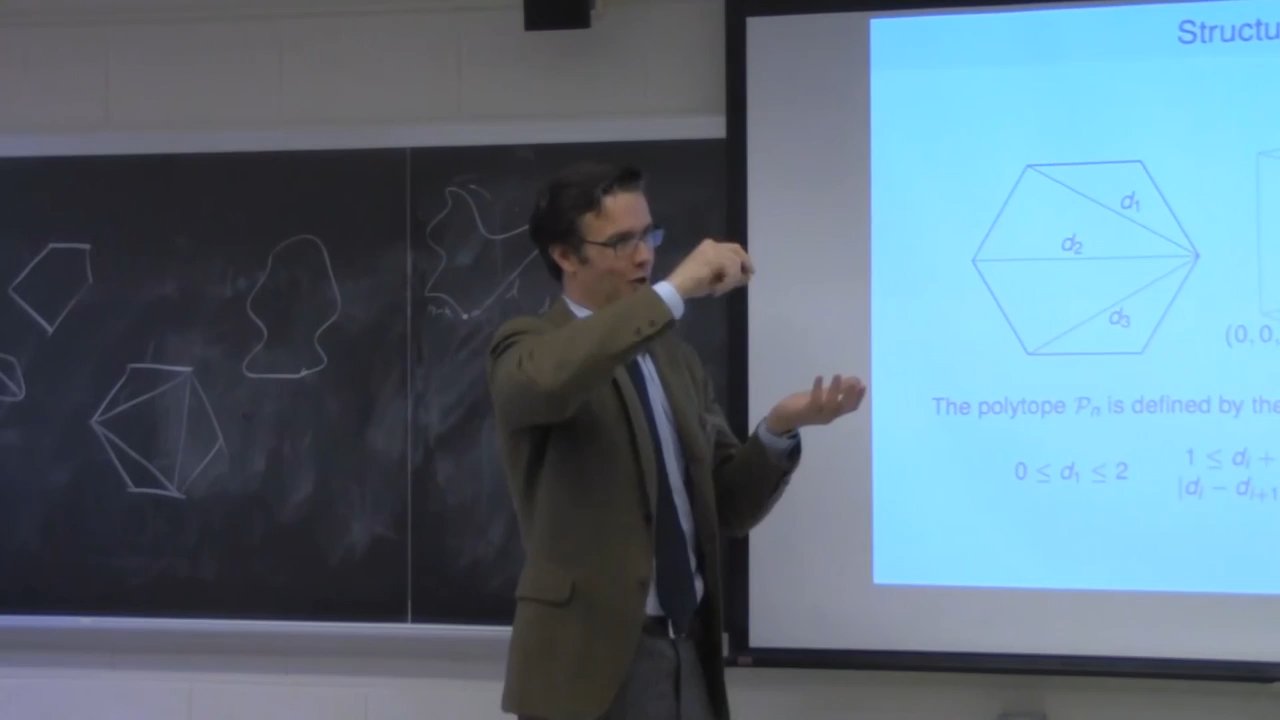 Structu
d₁
d₂
d₃
(0, 0,
The polytope 𝒫ₙ is defined by the
0 ≤ d₁ ≤ 2
1 ≤ dᵢ +
|dᵢ − dᵢ₊₁